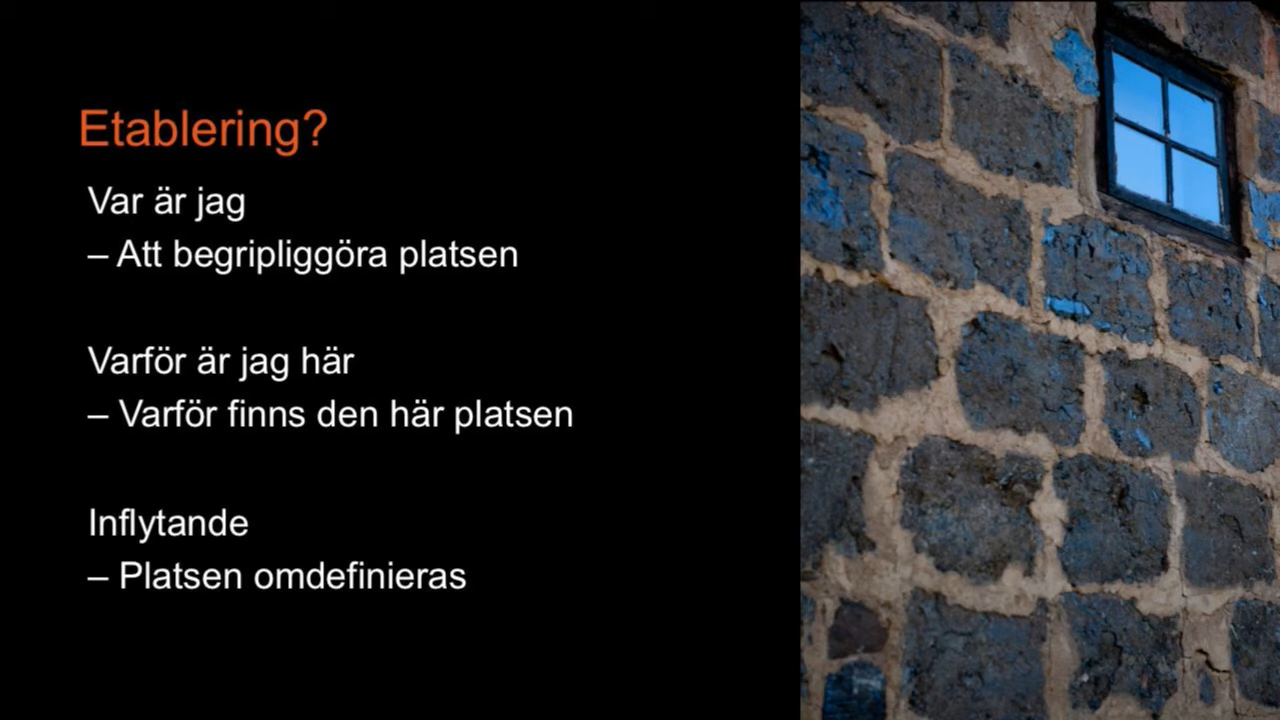 Etablering?
Var är jag
– Att begripliggöra platsen
Varför är jag här
– Varför finns den här platsen
Inflytande
– Platsen omdefinieras